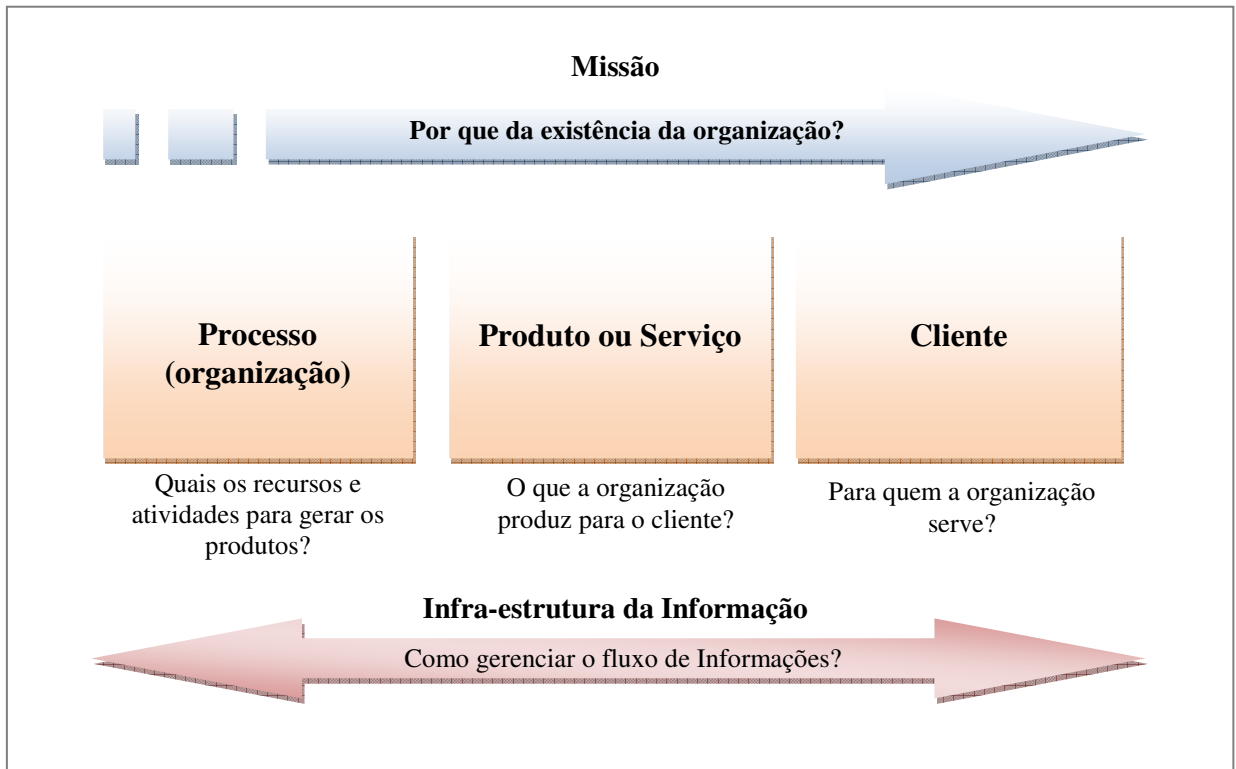 Missão
Por que da existência da organização?
Processo
(organização)
Produto ou Serviço
Cliente
Quais os recursos e
atividades para gerar os
produtos?
O que a organização
produz para o cliente?
Para quem a organização
serve?
Infra-estrutura da Informação
Como gerenciar o fluxo de Informações?